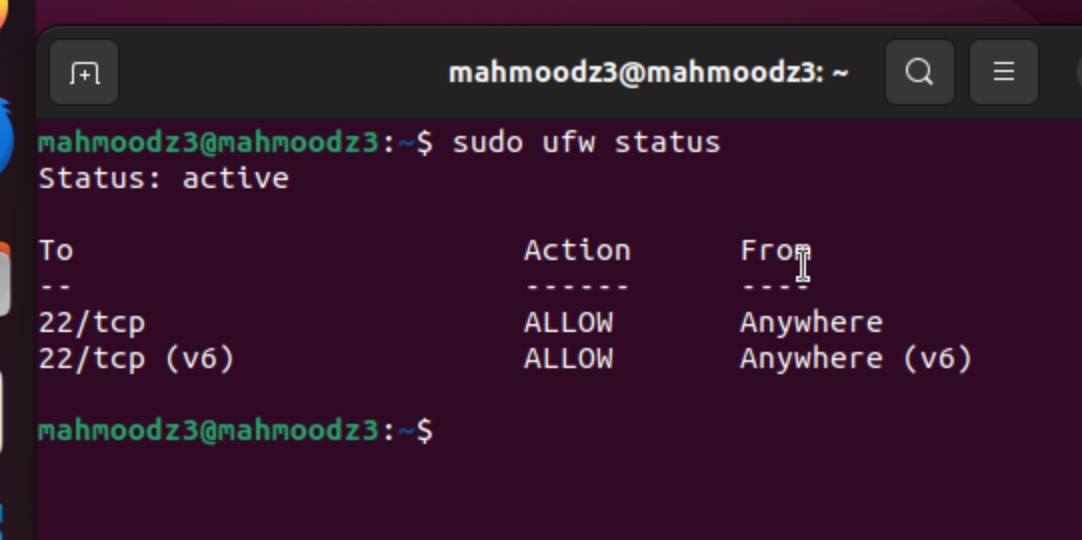 mahmoodz3@mahmoodz3: ~
mahmoodz3@mahmoodz3:~$ sudo ufw status
Status: active
To Action From
-- ------ ----
22/tcp ALLOW Anywhere
22/tcp (v6) ALLOW Anywhere (v6)
mahmoodz3@mahmoodz3:~$